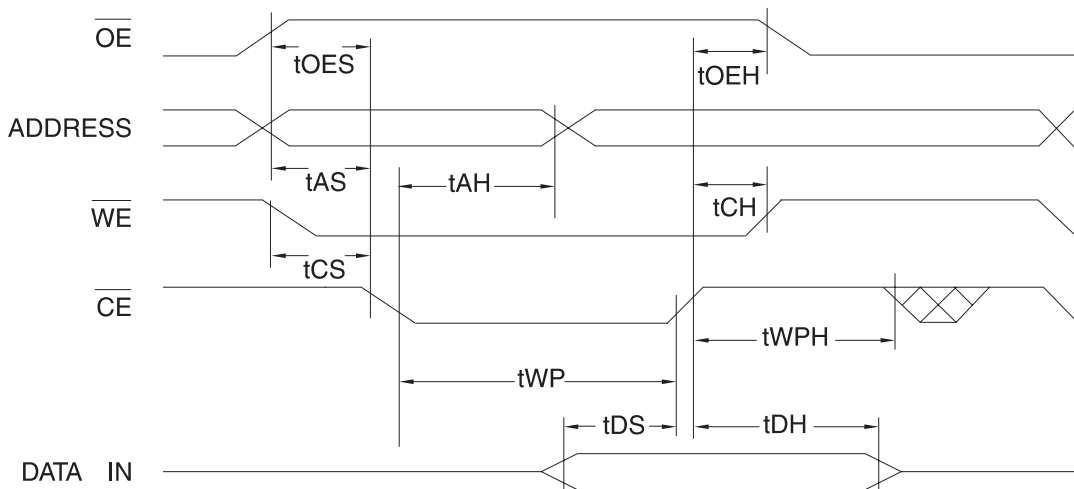 OE
tOES
tOEH
ADDRESS
tAS
tAH
tCH
WE
tCS
CE
tWPH
tWP
tDS
tDH
DATA IN